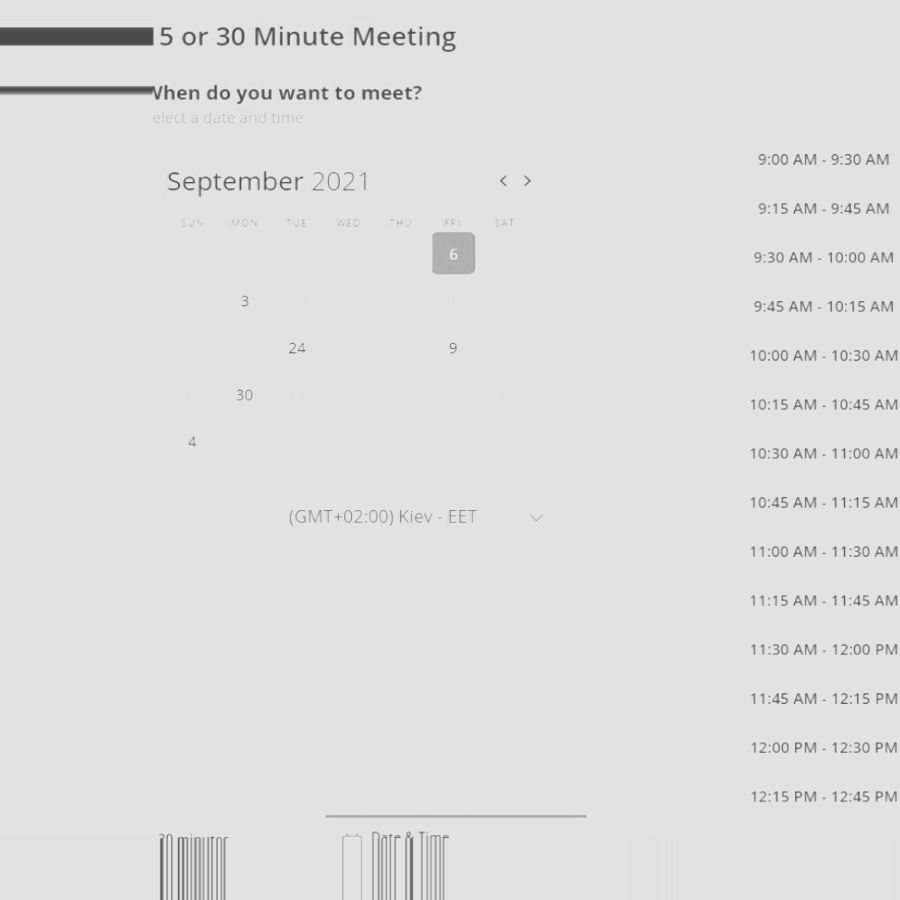 5 or 30 Minute Meeting
When do you want to meet?
elect a date and time
September 2021 < >
SUN MON TUE WED THU FRI SAT
6
3
24 9
30
4
(GMT+02:00) Kiev - EET
9:00 AM - 9:30 AM
9:15 AM - 9:45 AM
9:30 AM - 10:00 AM
9:45 AM - 10:15 AM
10:00 AM - 10:30 AM
10:15 AM - 10:45 AM
10:30 AM - 11:00 AM
10:45 AM - 11:15 AM
11:00 AM - 11:30 AM
11:15 AM - 11:45 AM
11:30 AM - 12:00 PM
11:45 AM - 12:15 PM
12:00 PM - 12:30 PM
12:15 PM - 12:45 PM
30 minutes
Date & Time